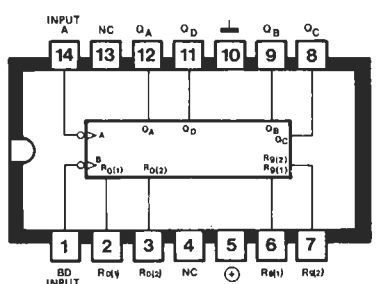 INPUT
A NC QA QD QB QC
14 13 12 11 10 9 8
QA QD QB
A QC
B R9(2)
R0(1) R0(2) R9(1)
1 2 3 4 5 6 7
BD R0(1) R0(2) NC + R9(1) R9(2)
INPUT